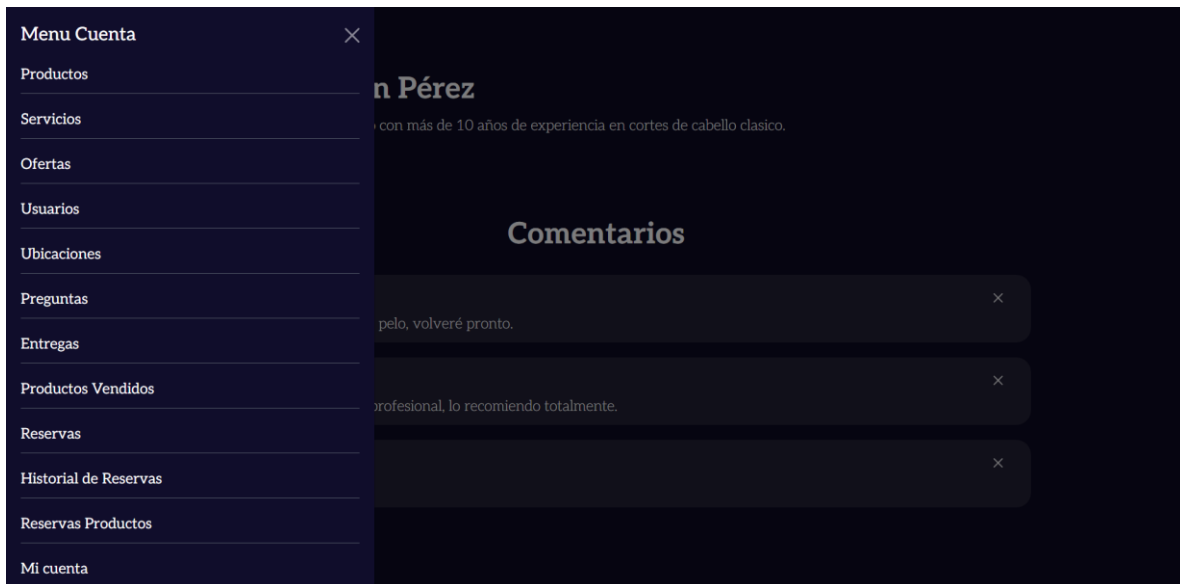 Menu Cuenta
Productos
Servicios
Ofertas
Usuarios
Ubicaciones
Preguntas
Entregas
Productos Vendidos
Reservas
Historial de Reservas
Reservas Productos
Mi cuenta
Pérez
con más de 10 años de experiencia en cortes de cabello clasico.
Comentarios
pelo, volveré pronto.
profesional, lo recomiendo totalmente.